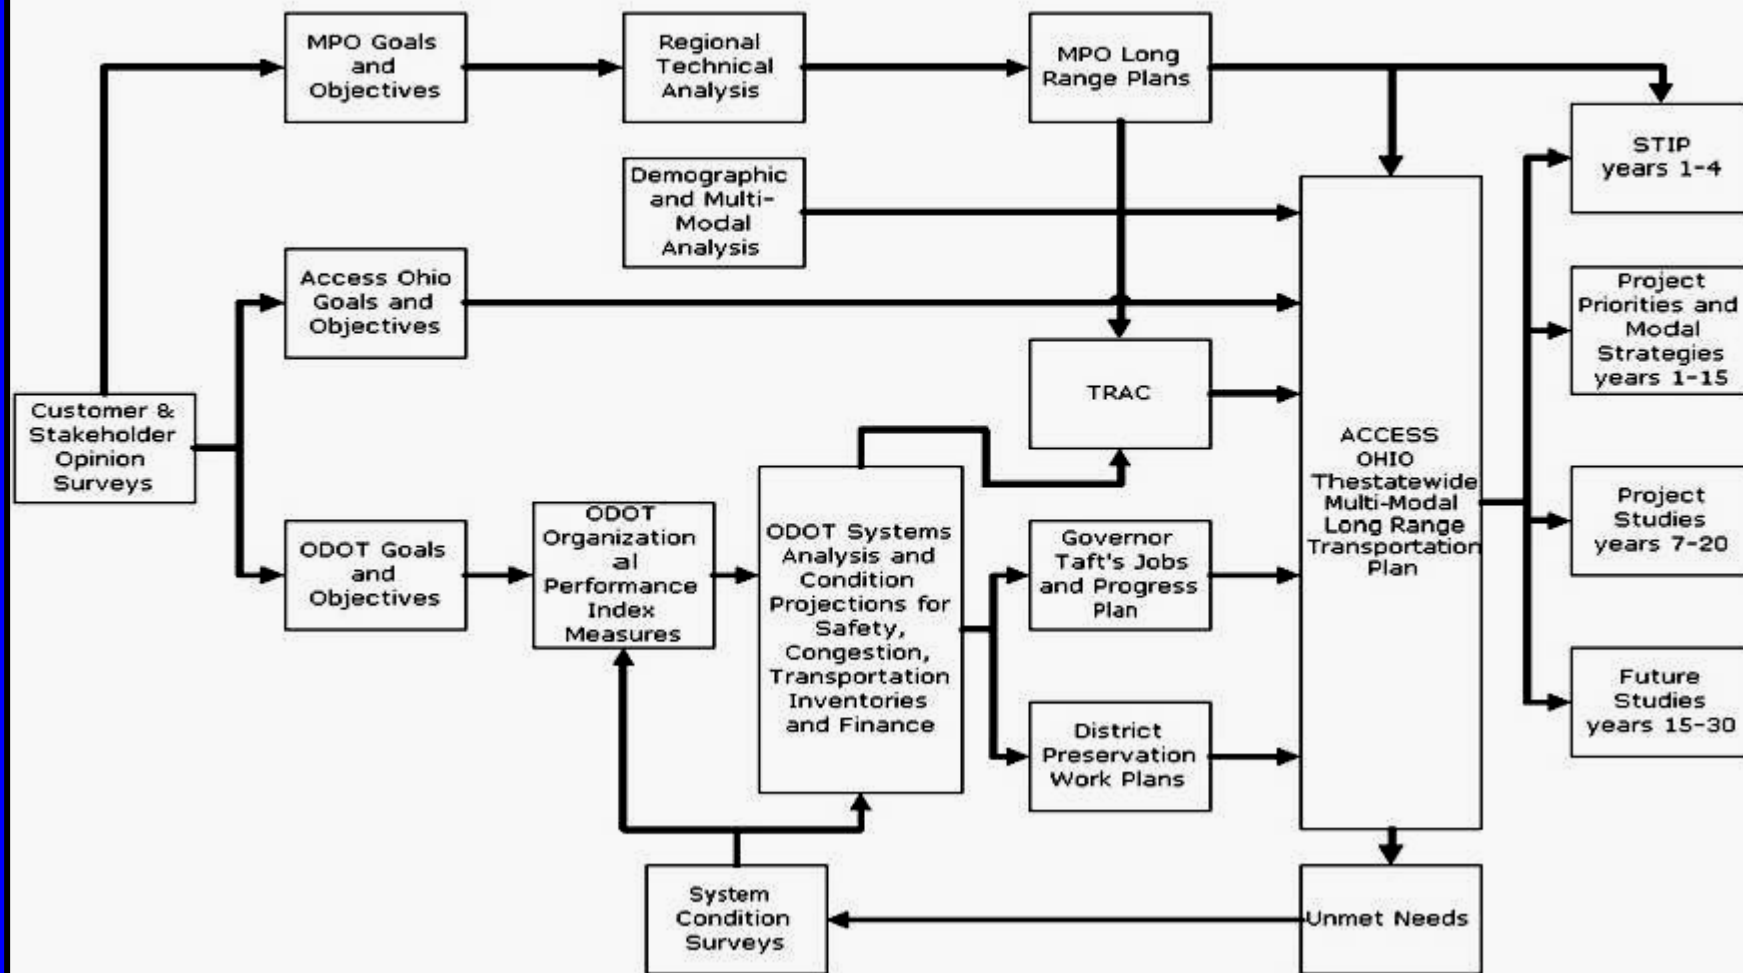 MPO Goals
and
Objectives
Regional
Technical
Analysis
MPO Long
Range Plans
STIP
years 1-4
Demographic
and Multi-
Modal
Analysis
Access Ohio
Goals and
Objectives
Project
Priorities and
Modal
Strategies
years 1-15
TRAC
Customer &
Stakeholder
Opinion
Surveys
ACCESS
OHIO
Thestatewide
Multi-Modal
Long Range
Transportation
Plan
ODOT Goals
and
Objectives
ODOT
Organization
al
Performance
Index
Measures
ODOT Systems
Analysis and
Condition
Projections for
Safety,
Congestion,
Transportation
Inventories
and Finance
Governor
Taft's Jobs
and Progress
Plan
Project
Studies
years 7-20
District
Preservation
Work Plans
Future
Studies
years 15-30
System
Condition
Surveys
Unmet Needs